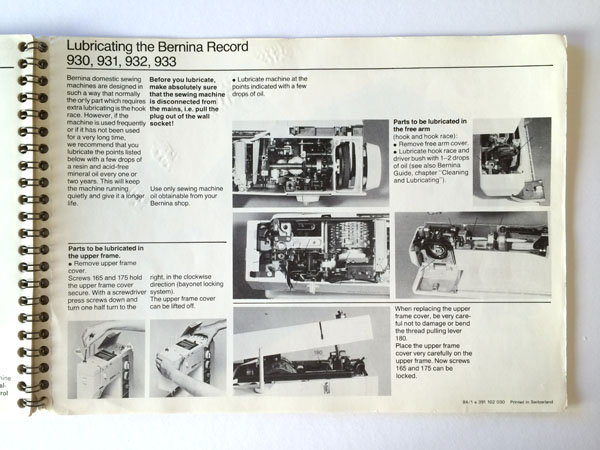 Lubricating the Bernina Record
930, 931, 932, 933
Bernina domestic sewing
machines are designed in
such a way that normally
the only part which requires
extra lubricating is the hook
race. However, if the
machine is used frequently
or if it has not been used
for a very long time,
we recommend that you
lubricate the points listed
below with a few drops of
a resin and acid-free
mineral oil every one or
two years. This will keep
the machine running
quietly and give it a longer
life.
Before you lubricate,
make absolutely sure
that the sewing machine
is disconnected from
the mains, i.e. pull the
plug out of the wall
socket!
Use only sewing machine
oil obtainable from your
Bernina shop.
• Lubricate machine at the
points indicated with a few
drops of oil.
Parts to be lubricated in
the free arm
(hook and hook race):
• Remove free arm cover.
• Lubricate hook race and
driver bush with 1–2 drops
of oil (see also Bernina
Guide, chapter "Cleaning
and Lubricating").
Parts to be lubricated in
the upper frame.
• Remove upper frame
cover.
Screws 165 and 175 hold
the upper frame cover
secure. With a screwdriver
press screws down and
turn one half turn to the
right, in the clockwise
direction (bayonet locking
system).
The upper frame cover
can be lifted off.
180
When replacing the upper
frame cover, be very care-
ful not to damage or bend
the thread pulling lever
180.
Place the upper frame
cover very carefully on the
upper frame. Now screws
165 and 175 can be
locked.
Printed in Switzerland